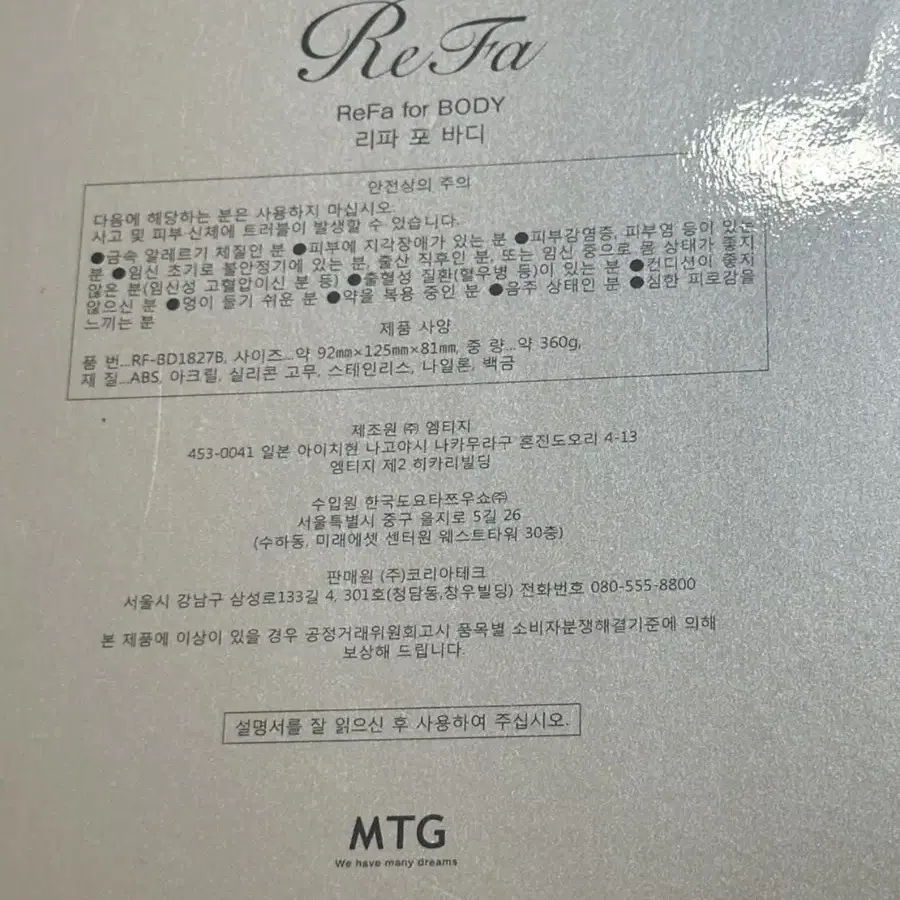 ReFa
ReFa for BODY
리파 포 바디
안전상의 주의
다음에 해당하는 분은 사용하지 마십시오.
사고 및 피부·신체에 트러블이 발생할 수 있습니다.
●금속 알레르기 체질인 분 ●피부에 지각장애가 있는 분 ●피부감염증, 피부염 등이 있는
분 ●임신 초기로 불안정기에 있는 분, 출산 직후인 분, 또는 임신 중으로 몸 상태가 좋지
않은 분(임신성 고혈압이신 분 등) ●출혈성 질환(혈우병 등)이 있는 분 ●컨디션이 좋지
않으신 분 ●멍이 들기 쉬운 분 ●약을 복용 중인 분 ●음주 상태인 분 ●심한 피로감을
느끼는 분
제품 사양
품 번...RF-BD1827B, 사이즈...약 92㎜×125㎜×81㎜, 중 량...약 360g,
재 질...ABS, 아크릴, 실리콘 고무, 스테인리스, 나일론, 백금
제조원 ㈜ 엠티지
453-0041 일본 아이치현 나고야시 나카무라구 혼진도오리 4-13
엠티지 제2 히카리빌딩
수입원 한국도요타쯔우쇼㈜
서울특별시 중구 을지로 5길 26
(수하동, 미래에셋 센터원 웨스트타워 30층)
판매원 (주)코리아테크
서울시 강남구 삼성로133길 4, 301호(청담동,창우빌딩) 전화번호 080-555-8800
본 제품에 이상이 있을 경우 공정거래위원회고시 품목별 소비자분쟁해결기준에 의해
보상해 드립니다.
설명서를 잘 읽으신 후 사용하여 주십시오.
MTG
We have many dreams